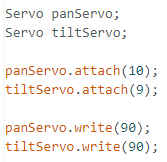 Servo panServo;
Servo tiltServo;
panServo.attach(10);
tiltServo.attach(9);
panServo.write(90);
tiltServo.write(90);